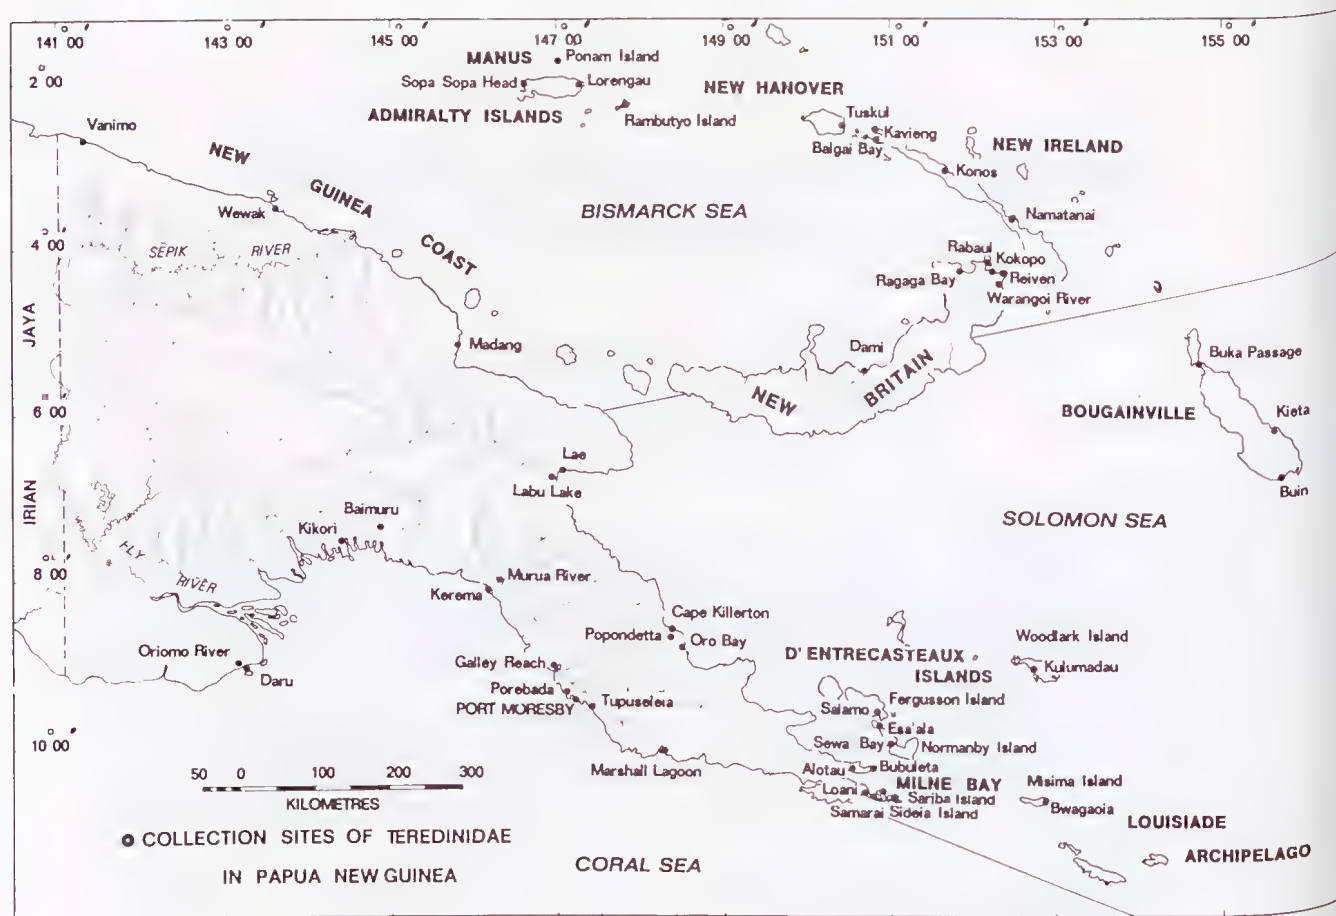 141 00 143 00 145 00 147 00 149 00 151 00 153 00 155 00
2 00
4 00
6 00
8 00
10 00
MANUS
Ponam Island
Sopa Sopa Head
Lorengau
ADMIRALTY ISLANDS
Rambutyo Island
NEW HANOVER
Tuskul
Kavieng
Balgai Bay
NEW IRELAND
Konos
Namatanai
Vanimo
NEW
GUINEA
COAST
Wewak
SEPIK RIVER
BISMARCK SEA
Rabaul
Kokopo
Ragaga Bay
Reiven
Warangoi River
Madang
Dami
NEW
BRITAIN
Buka Passage
BOUGAINVILLE
Kieta
Buin
IRIAN
JAYA
Lae
Labu Lake
SOLOMON SEA
Baimuru
Kikori
FLY
RIVER
Murua River
Kerema
Cape Killerton
Popondetta
Oro Bay
Oriomo River
Daru
Galley Reach
Porebada
PORT MORESBY
Tupuseleia
Marshall Lagoon
D'ENTRECASTEAUX
ISLANDS
Woodlark Island
Kulumadau
Fergusson Island
Salamo
Esa'ala
Sewa Bay
Normanby Island
Alotau
Bubuleta
MILNE BAY
Loani
Sariba Island
Samarai Sideia Island
Misima Island
Bwagaoia
LOUISIADE
ARCHIPELAGO
50 0 100 200 300
KILOMETRES
COLLECTION SITES OF TEREDINIDAE
IN PAPUA NEW GUINEA
CORAL SEA